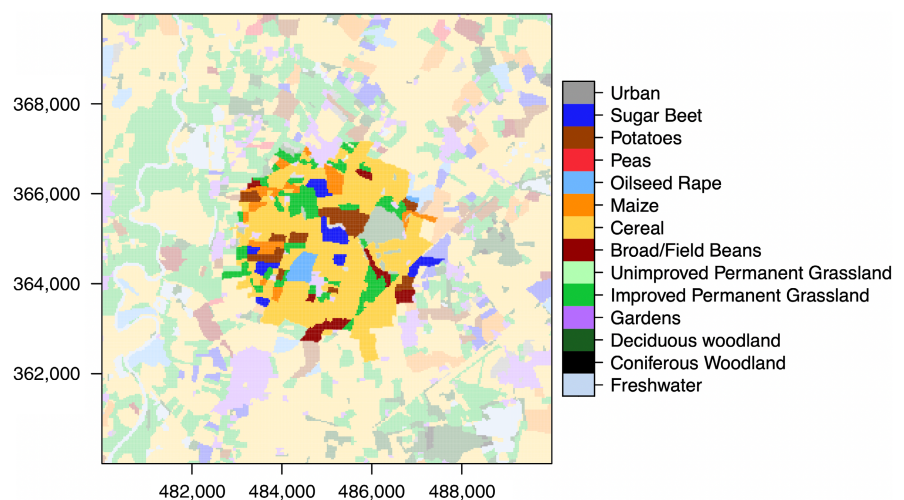 368,000
366,000
364,000
362,000
482,000 484,000 486,000 488,000
Urban
Sugar Beet
Potatoes
Peas
Oilseed Rape
Maize
Cereal
Broad/Field Beans
Unimproved Permanent Grassland
Improved Permanent Grassland
Gardens
Deciduous woodland
Coniferous Woodland
Freshwater